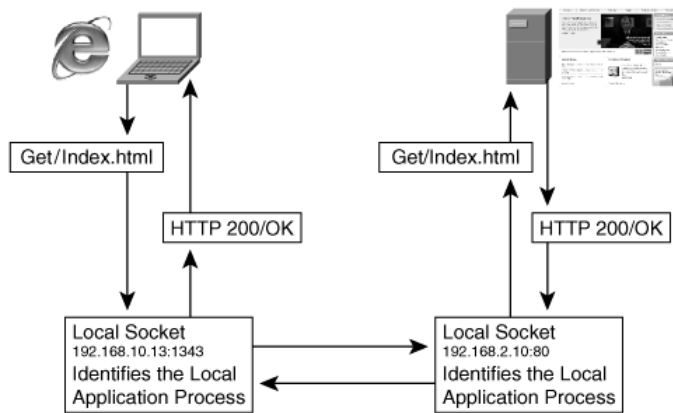 Get/Index.html
HTTP 200/OK
Get/Index.html
HTTP 200/OK
Local Socket
192.168.10.13:1343
Identifies the Local
Application Process
Local Socket
192.168.2.10:80
Identifies the Local
Application Process